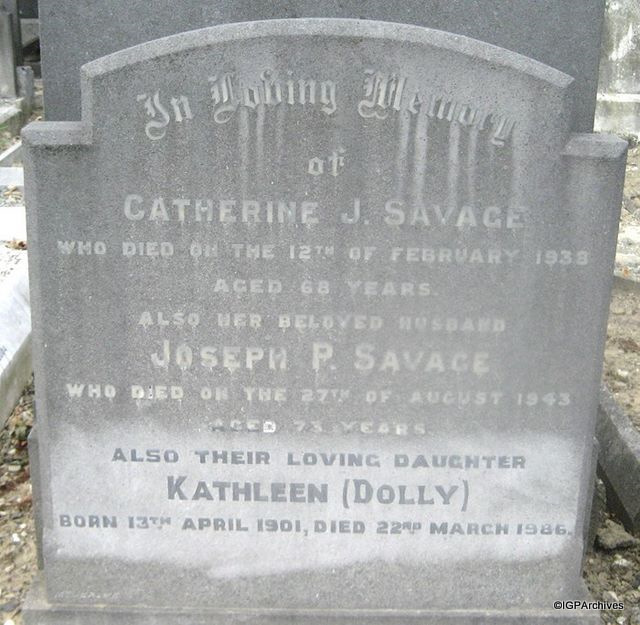 In Loving Memory
of
CATHERINE J. SAVAGE
WHO DIED ON THE 12TH OF FEBRUARY 1938
AGED 68 YEARS.
ALSO HER BELOVED HUSBAND
JOSEPH P. SAVAGE
WHO DIED ON THE 27TH OF AUGUST 1943
AGED 73 YEARS.
ALSO THEIR LOVING DAUGHTER
KATHLEEN (DOLLY)
BORN 13TH APRIL 1901, DIED 22ND MARCH 1986.
©IGPArchives